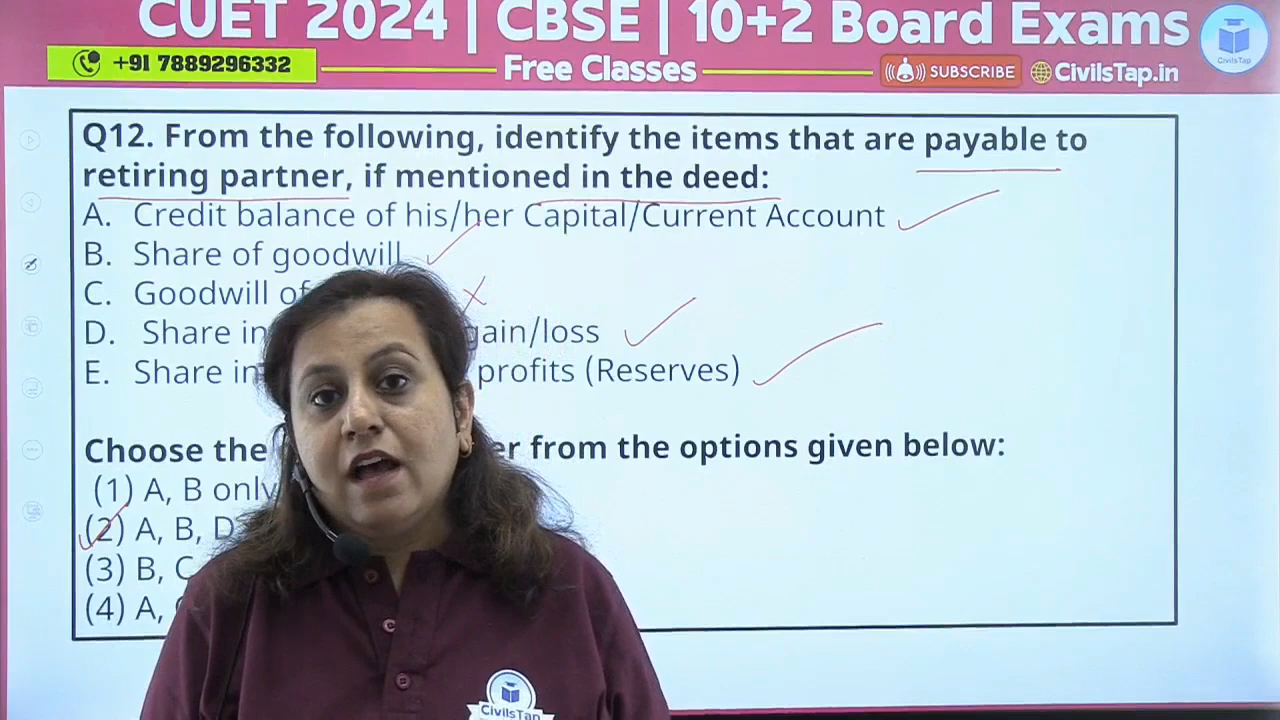 CUET 2024 | CBSE | 10+2 Board Exams
+91 7889296332
Free Classes
SUBSCRIBE
CivilsTap.in
CivilsTap
Q12. From the following, identify the items that are payable to
retiring partner, if mentioned in the deed:
A. Credit balance of his/her Capital/Current Account
B. Share of goodwill
C. Goodwill of
D. Share in gain/loss
E. Share in profits (Reserves)
Choose the from the options given below:
(1) A, B only
(2) A, B, D
(3) B, C
(4) A,
CivilsTap